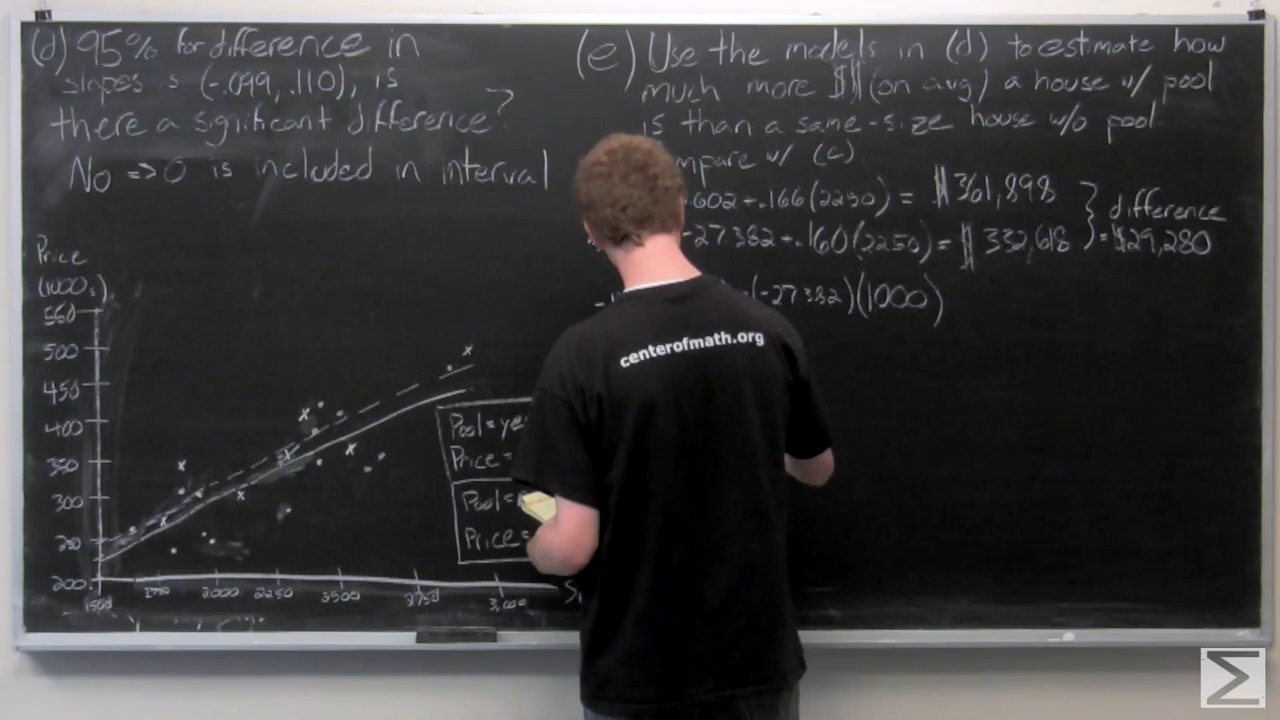 (d) 95% for difference in
slopes is (-.099, .110), is
there a significant difference?
No => 0 is included in interval
(e) Use the models in (d) to estimate how
much more $$ (on avg) a house w/ pool
is than a same-size house w/o pool.
w/ (c)
.602 + .166(2250) = $361,898
-27.382 + .160(2250) = $332,618
} difference
= $29,280
(-27.382)(1000)
Price
(1000s)
560
500
450
400
350
300
250
200
1500
1750
2000
2250
3500
2750
3,000
Pool =
Price =
Pool =
Price =
centerofmath.org
Σ